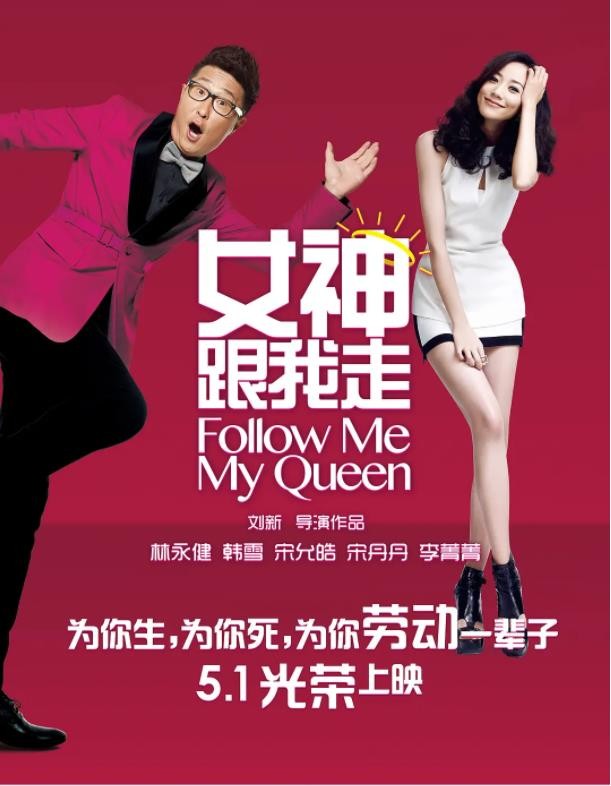 女神
跟我走
Follow Me
My Queen
刘新 导演作品
林永健 韩雪 宋允皓 宋丹丹 李菁菁
为你生,为你死,为你劳动一辈子
5.1光荣上映